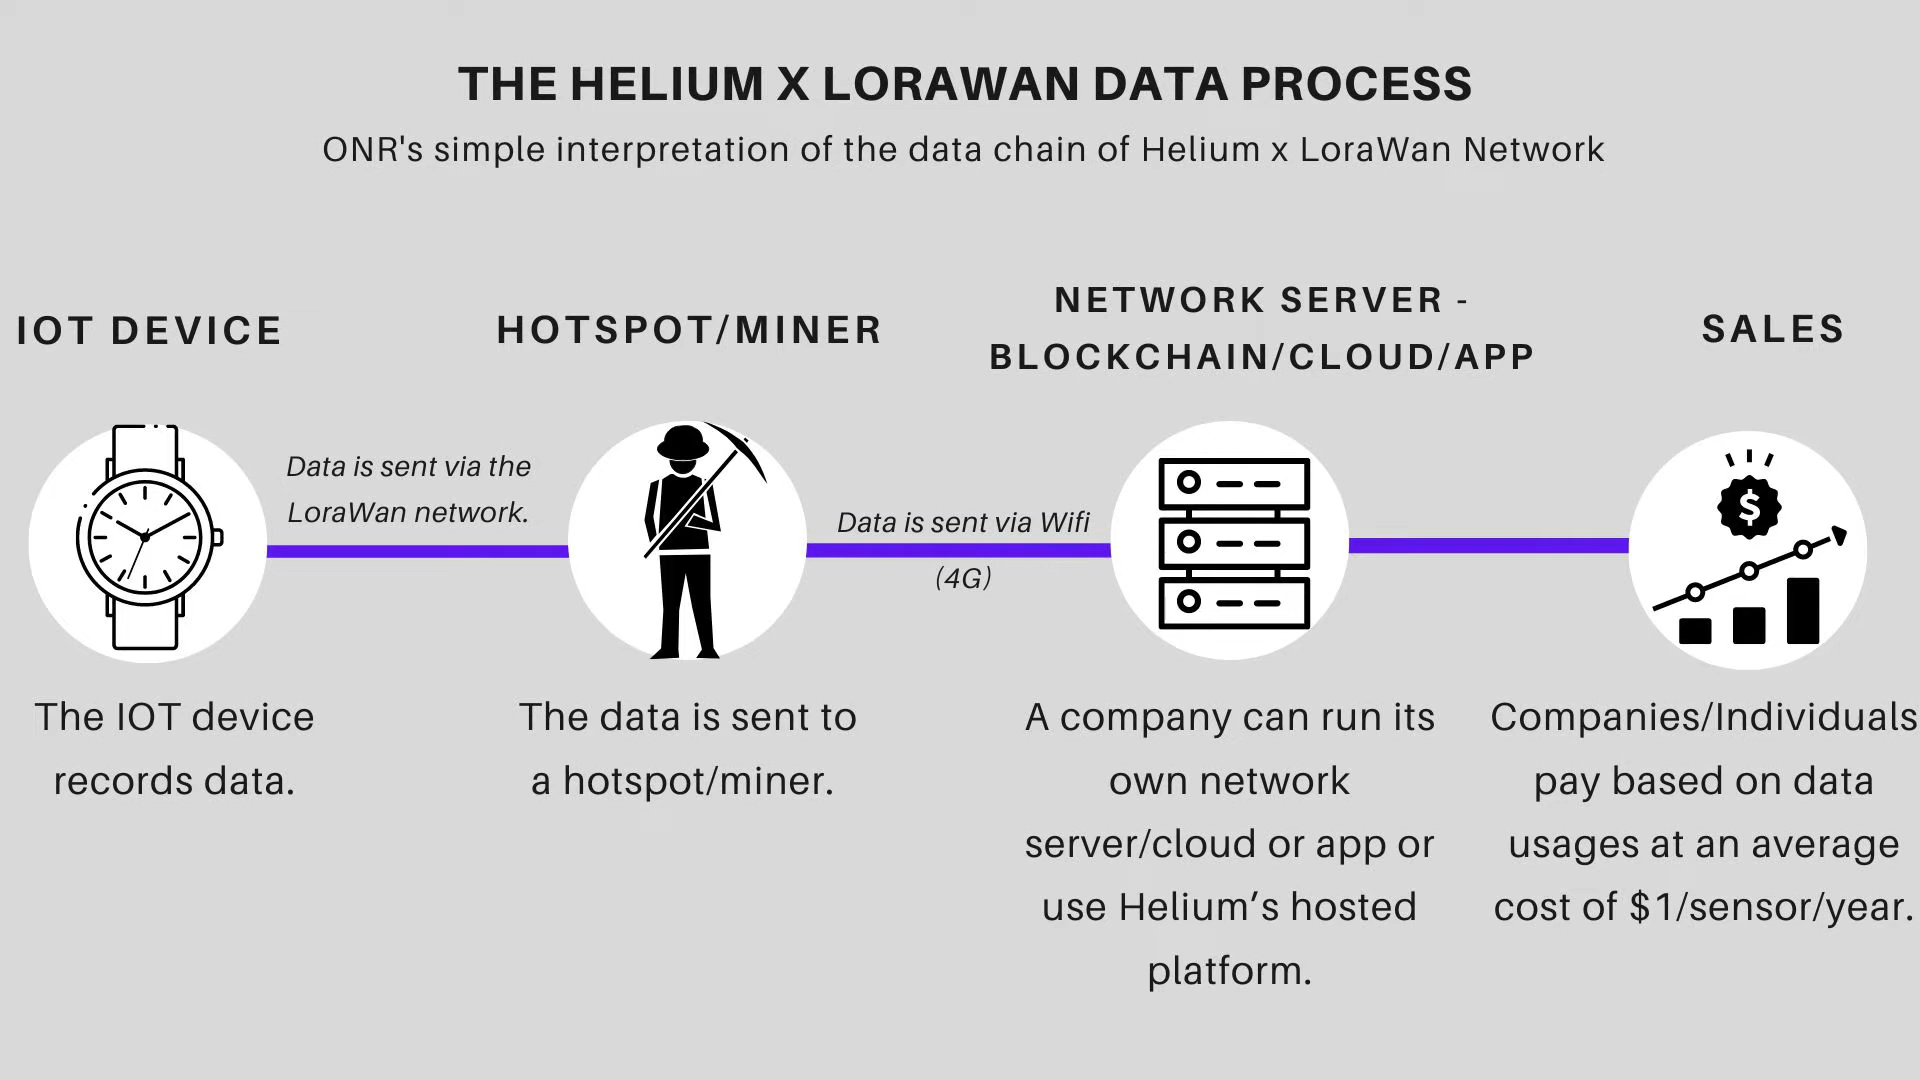 THE HELIUM X LORAWAN DATA PROCESS
ONR's simple interpretation of the data chain of Helium x LoraWan Network
IOT DEVICE
Data is sent via the
LoraWan network.
The IOT device
records data.
HOTSPOT/MINER
Data is sent via Wifi
(4G)
The data is sent to
a hotspot/miner.
NETWORK SERVER -
BLOCKCHAIN/CLOUD/APP
A company can run its
own network
server/cloud or app or
use Helium’s hosted
platform.
SALES
$
Companies/Individuals
pay based on data
usages at an average
cost of $1/sensor/year.